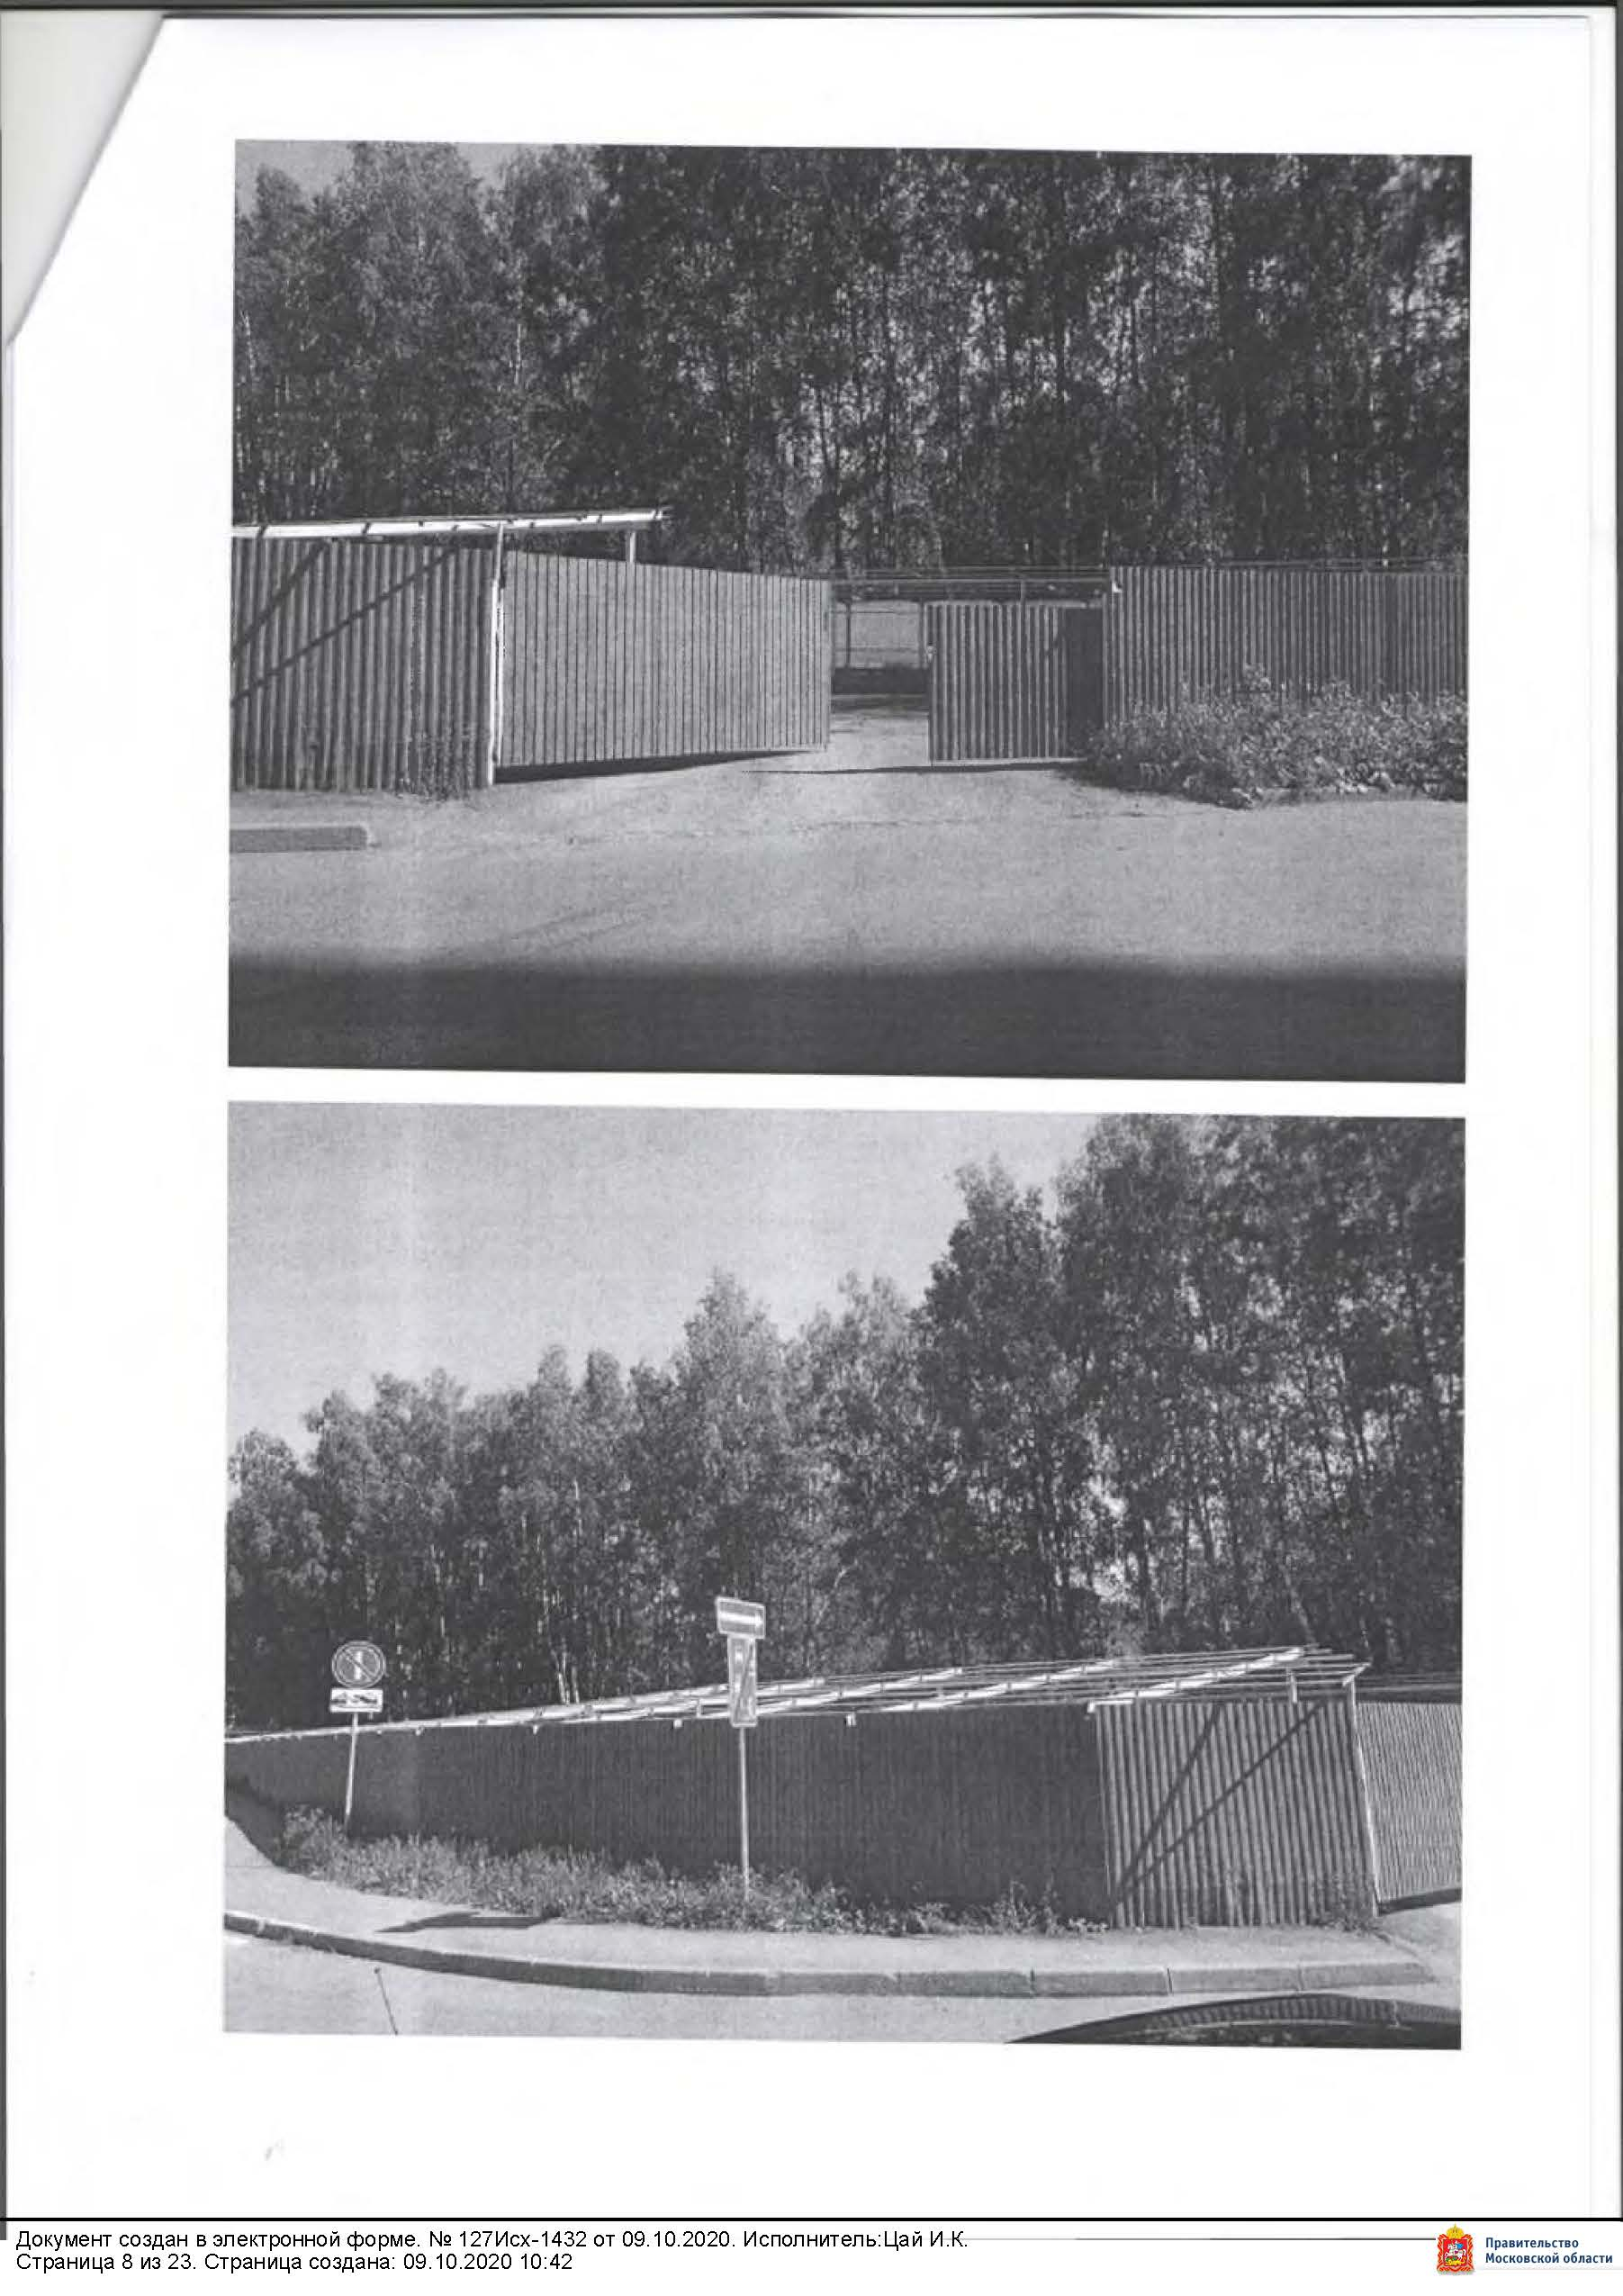 Документ создан в электронной форме. № 127Исх-1432 от 09.10.2020. Исполнитель:Цай И.К.
Страница 8 из 23. Страница создана: 09.10.2020 10:42
Правительство
Московской области